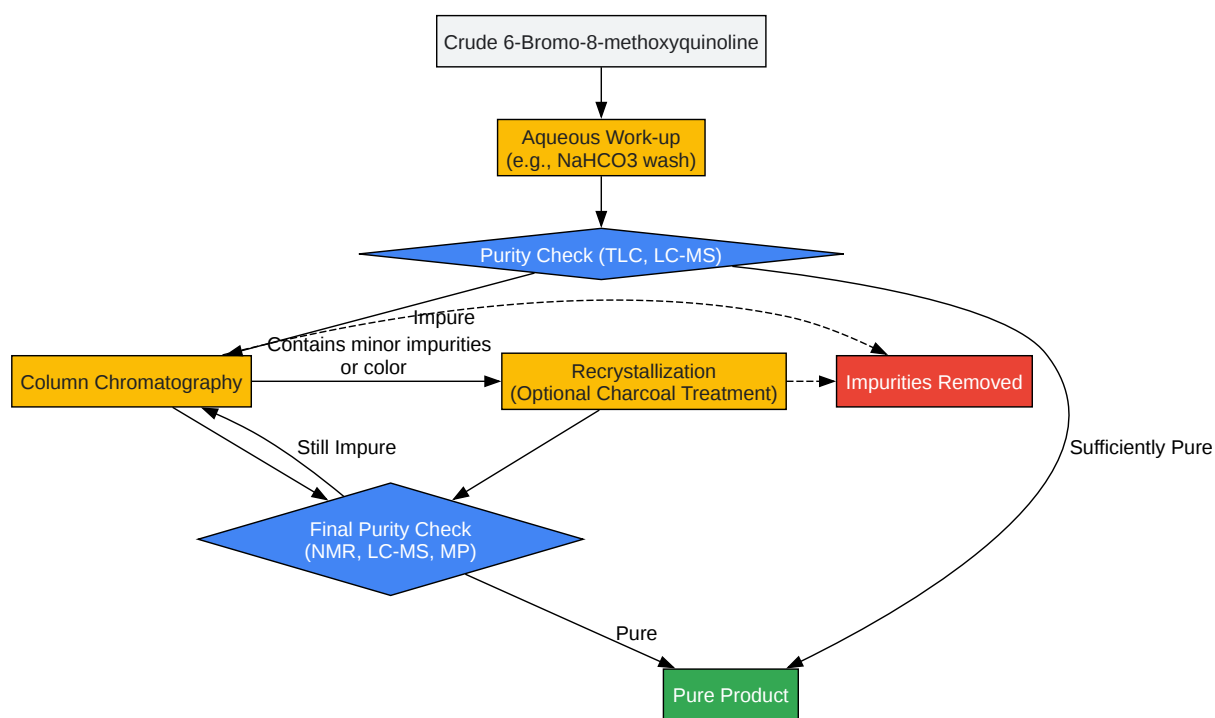 Crude 6-Bromo-8-methoxyquinoline
Aqueous Work-up
(e.g., NaHCO3 wash)
Purity Check (TLC, LC-MS)
Impure
Contains minor impurities
or color
Column Chromatography
Recrystallization
(Optional Charcoal Treatment)
Impurities Removed
Still Impure
Sufficiently Pure
Final Purity Check
(NMR, LC-MS, MP)
Pure
Pure Product